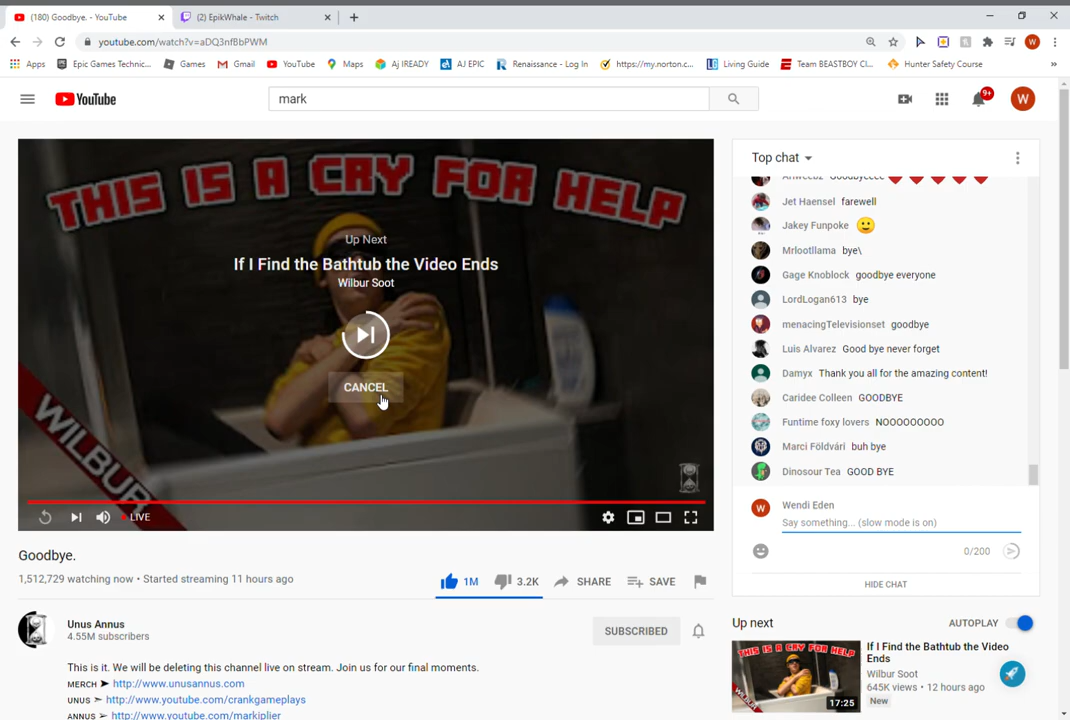 (180) Goodbye. - YouTube
(2) EpikWhale - Twitch
youtube.com/watch?v=aDQ3nfBbPWM
W
Apps
Epic Games Technic...
Games
Gmail
YouTube
Maps
Aj IREADY
AJ EPIC
Renaissance - Log In
https://my.norton.c...
Living Guide
Team BEASTBOY Cl...
Hunter Safety Course
»
YouTube
mark
9+
W
THIS IS A CRY FOR HELP
Up Next
If I Find the Bathtub the Video Ends
Wilbur Soot
CANCEL
WILBUR
LIVE
Top chat
Jet Haensel farewell
Jakey Funpoke
Mrlootllama bye\
Gage Knoblock goodbye everyone
LordLogan613 bye
menacingTelevisionset goodbye
Luis Alvarez Good bye never forget
Damyx Thank you all for the amazing content!
Caridee Colleen GOODBYE
Funtime foxy lovers NOOOOOOOOO
Marci Földvári buh bye
Dinosour Tea GOOD BYE
W
Wendi Eden
Say something... (slow mode is on)
0/200
HIDE CHAT
Goodbye.
1,512,729 watching now • Started streaming 11 hours ago
1M
3.2K
SHARE
SAVE
Unus Annus
4.55M subscribers
SUBSCRIBED
This is it. We will be deleting this channel live on stream. Join us for our final moments.
MERCH ➤ http://www.unusannus.com
UNUS ➣ http://www.youtube.com/crankgameplays
ANNUS ➢ http://www.youtube.com/markiplier
Up next
AUTOPLAY
THIS IS A CRY FOR HELP
17:25
If I Find the Bathtub the Video Ends
Wilbur Soot
645K views • 12 hours ago
New